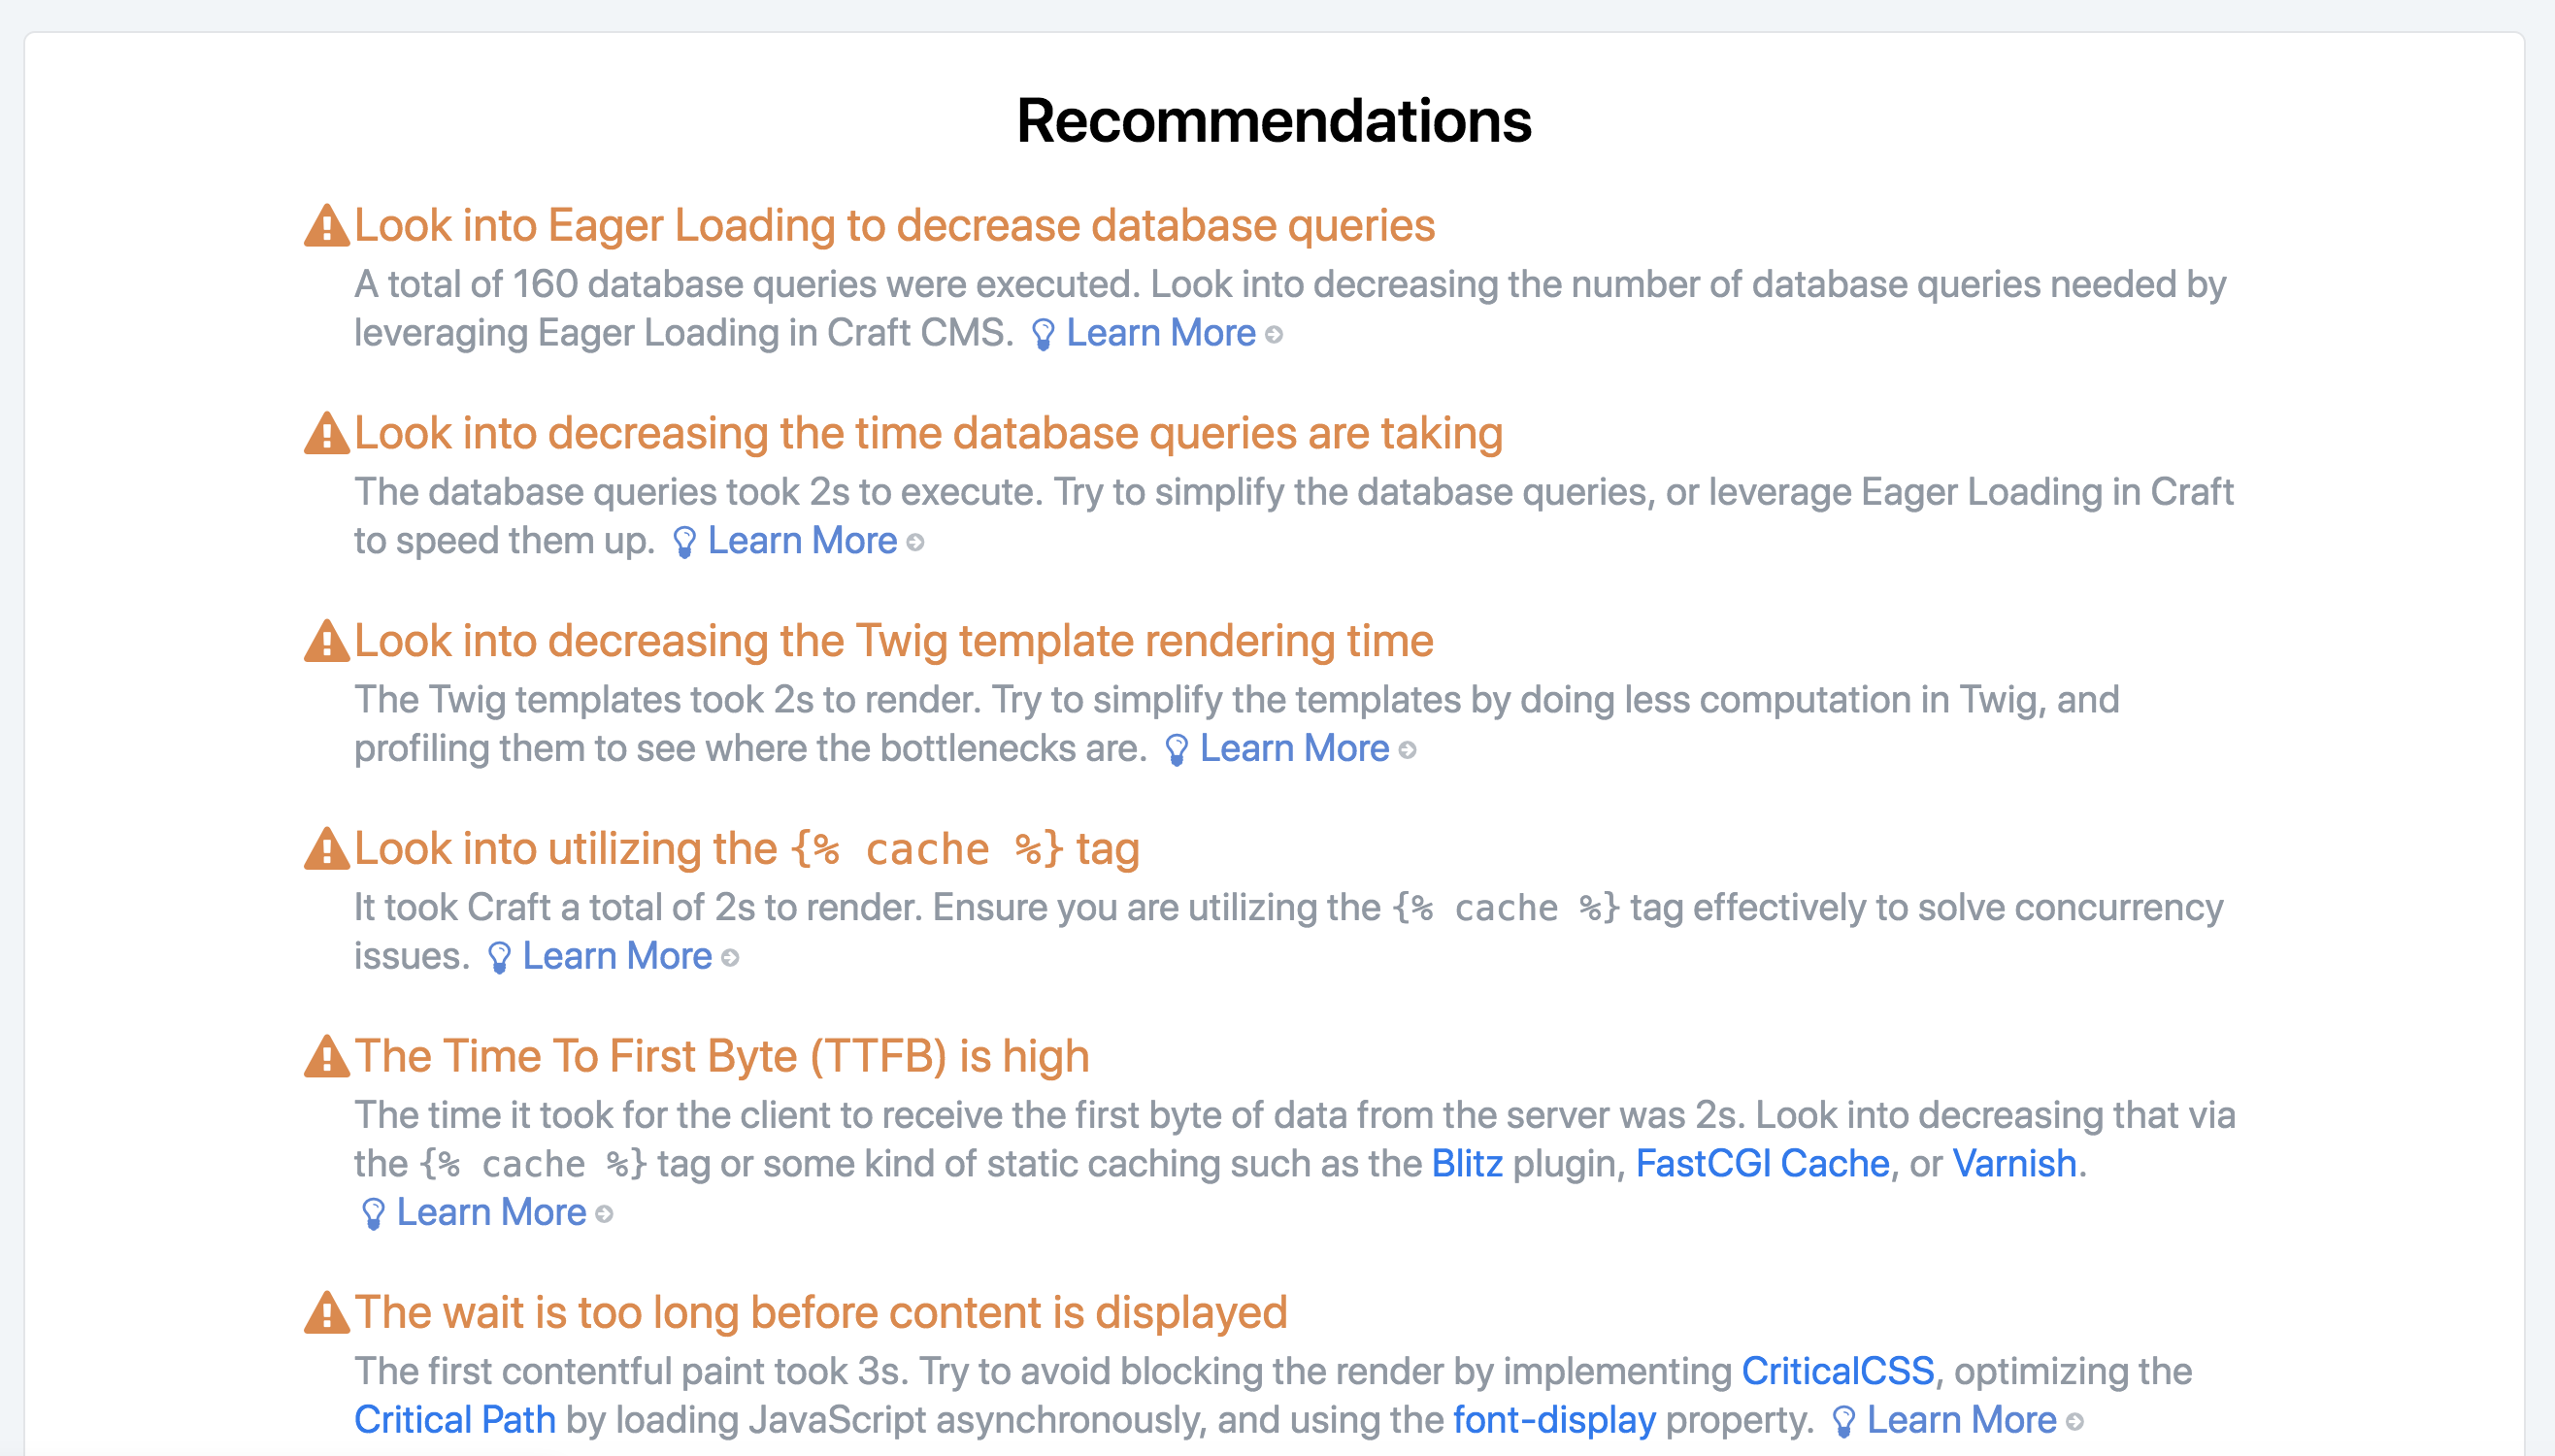 Recommendations
Look into Eager Loading to decrease database queries
A total of 160 database queries were executed. Look into decreasing the number of database queries needed by
leveraging Eager Loading in Craft CMS. Learn More
Look into decreasing the time database queries are taking
The database queries took 2s to execute. Try to simplify the database queries, or leverage Eager Loading in Craft
to speed them up. Learn More
Look into decreasing the Twig template rendering time
The Twig templates took 2s to render. Try to simplify the templates by doing less computation in Twig, and
profiling them to see where the bottlenecks are. Learn More
Look into utilizing the {% cache %} tag
It took Craft a total of 2s to render. Ensure you are utilizing the {% cache %} tag effectively to solve concurrency
issues. Learn More
The Time To First Byte (TTFB) is high
The time it took for the client to receive the first byte of data from the server was 2s. Look into decreasing that via
the {% cache %} tag or some kind of static caching such as the Blitz plugin, FastCGI Cache, or Varnish.
Learn More
The wait is too long before content is displayed
The first contentful paint took 3s. Try to avoid blocking the render by implementing CriticalCSS, optimizing the
Critical Path by loading JavaScript asynchronously, and using the font-display property. Learn More